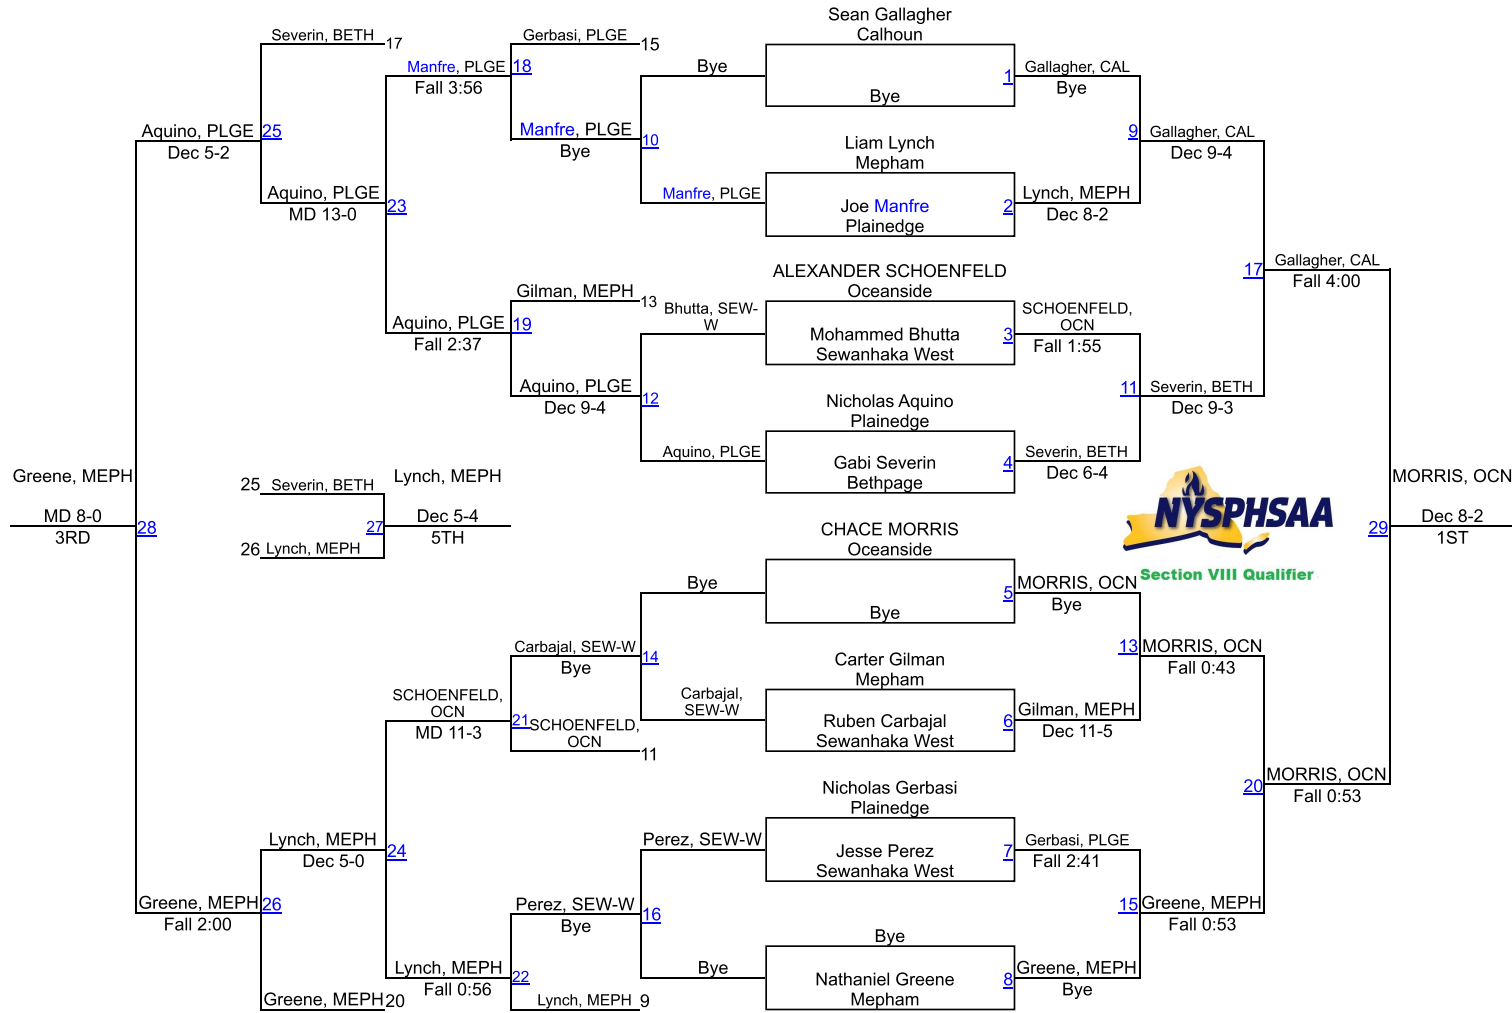 Sean Gallagher
Calhoun
Severin, BETH
17
Gerbasi, PLGE
15
Manfre, PLGE
18
Fall 3:56
Bye
1
Gallagher, CAL
Bye
Bye
Aquino, PLGE
25
Dec 5-2
Manfre, PLGE
10
Bye
9
Gallagher, CAL
Dec 9-4
Liam Lynch
Mepham
Aquino, PLGE
23
MD 13-0
Manfre, PLGE
Joe Manfre
2
Plainedge
Lynch, MEPH
Dec 8-2
ALEXANDER SCHOENFELD
Oceanside
17
Gallagher, CAL
Fall 4:00
Gilman, MEPH
13
Bhutta, SEW-
W
Mohammed Bhutta
3
Sewanhaka West
SCHOENFELD,
OCN
Fall 1:55
Aquino, PLGE
19
Fall 2:37
Aquino, PLGE
12
Dec 9-4
11
Severin, BETH
Dec 9-3
Nicholas Aquino
Plainedge
Aquino, PLGE
Gabi Severin
4
Bethpage
Severin, BETH
Dec 6-4
Greene, MEPH
MD 8-0
28
3RD
25
Severin, BETH
27
26
Lynch, MEPH
Lynch, MEPH
Dec 5-4
5TH
NYSPHSAA
Section VIII Qualifier
MORRIS, OCN
29
Dec 8-2
1ST
CHACE MORRIS
Oceanside
Bye
5
Bye
MORRIS, OCN
Bye
Carbajal, SEW-W
14
Bye
13
MORRIS, OCN
Fall 0:43
Carter Gilman
Mepham
SCHOENFELD,
OCN
21
MD 11-3
SCHOENFELD,
OCN
11
Carbajal,
SEW-W
Ruben Carbajal
6
Sewanhaka West
Gilman, MEPH
Dec 11-5
20
MORRIS, OCN
Fall 0:53
Nicholas Gerbasi
Plainedge
Lynch, MEPH
24
Dec 5-0
Perez, SEW-W
Jesse Perez
7
Sewanhaka West
Gerbasi, PLGE
Fall 2:41
Greene, MEPH
26
Fall 2:00
Perez, SEW-W
16
Bye
15
Greene, MEPH
Fall 0:53
Bye
Lynch, MEPH
22
Fall 0:56
Bye
Nathaniel Greene
8
Mepham
Greene, MEPH
Bye
Greene, MEPH
20
Lynch, MEPH
9